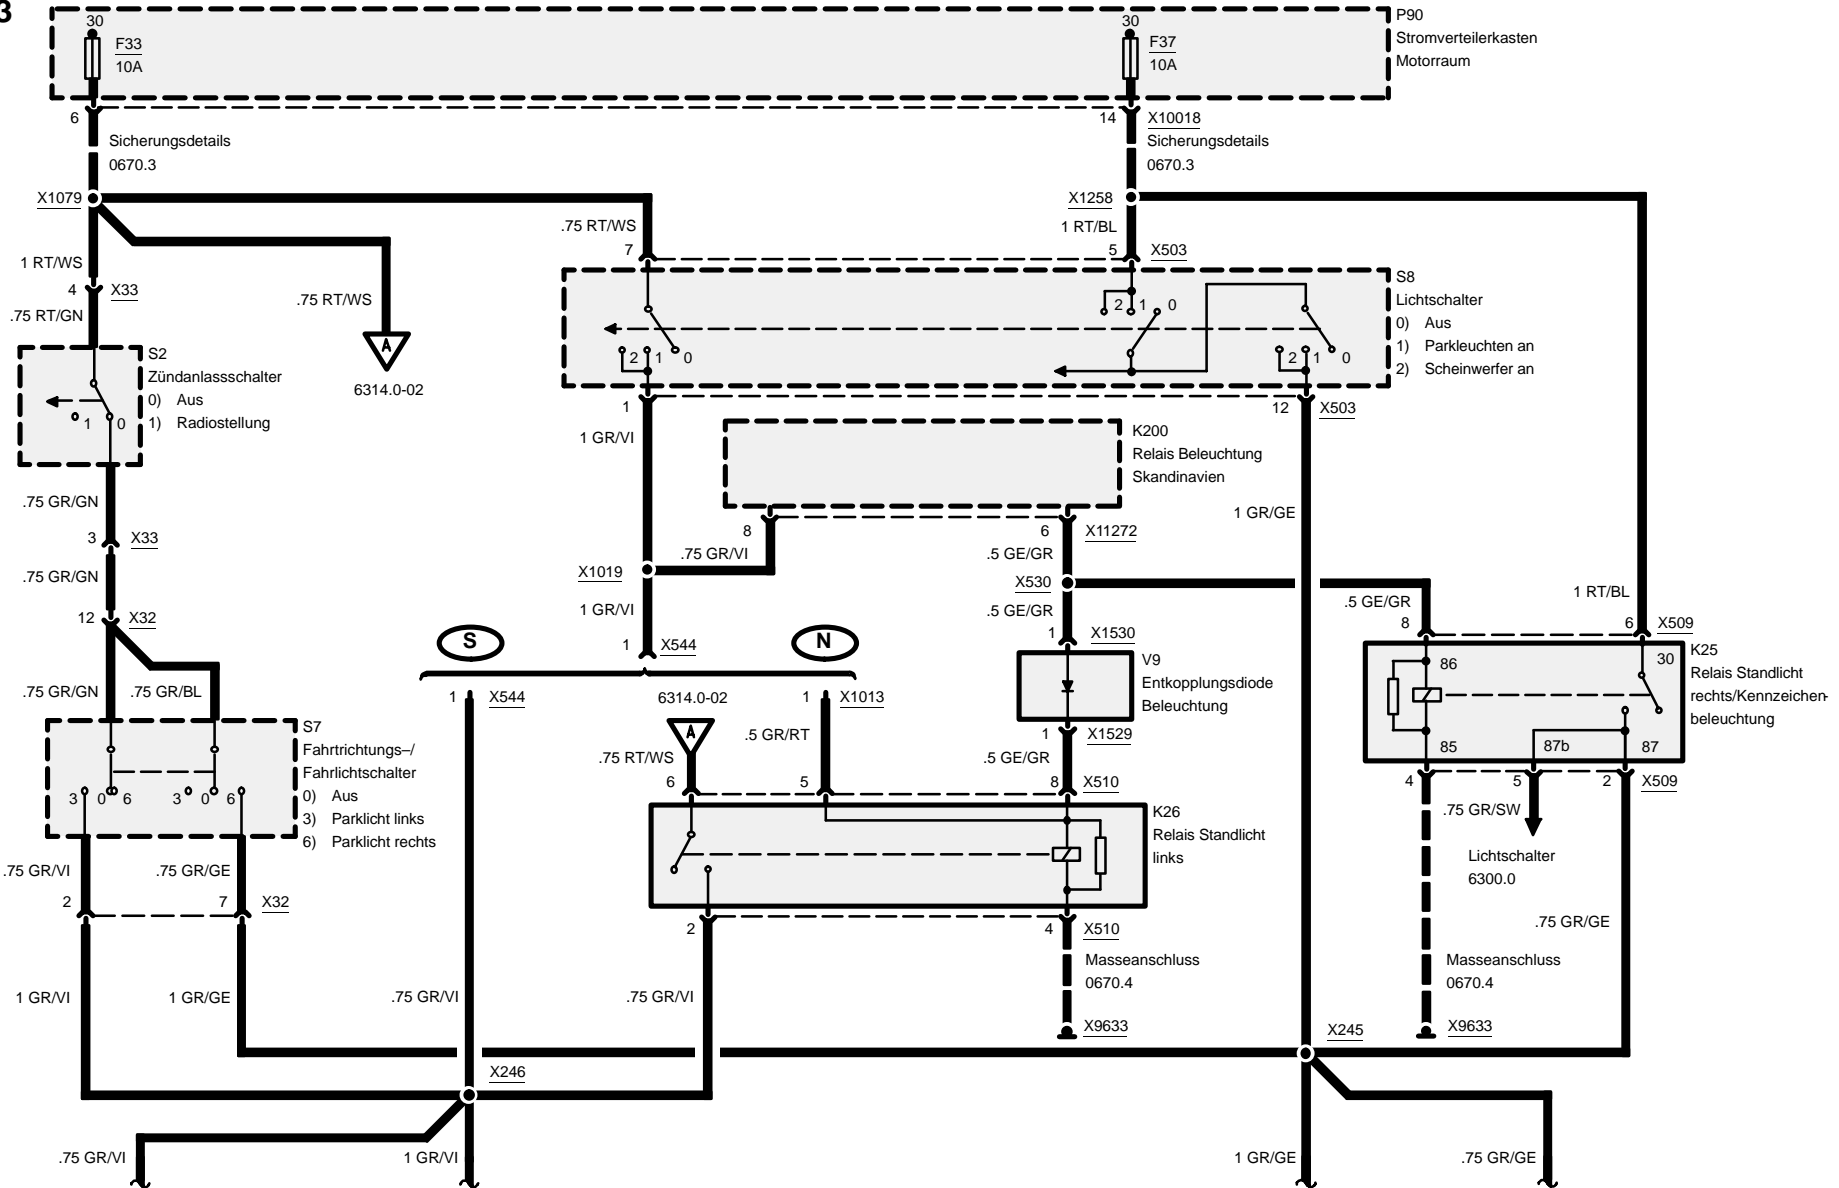 3
30
F33
10A
30
F37
10A
P90
Stromverteilerkasten
Motorraum
6
14
X10018
Sicherungsdetails
0670.3
Sicherungsdetails
0670.3
X1079
X1258
.75 RT/WS
1 RT/BL
7
5
X503
1 RT/WS
4
X33
.75 RT/GN
.75 RT/WS
A
6314.0-02
2
1
0
2
1
0
2
1
0
S8
Lichtschalter
0) Aus
1) Parkleuchten an
2) Scheinwerfer an
S2
Zündanlassschalter
0) Aus
1) Radiostellung
1
0
1
12
X503
1 GR/VI
K200
Relais Beleuchtung
Skandinavien
.75 GR/GN
3
X33
8
6
X11272
1 GR/GE
.75 GR/VI
.5 GE/GR
.75 GR/GN
X1019
X530
1 GR/VI
.5 GE/GR
.5 GE/GR
1 RT/BL
12
X32
S
N
1
X544
1
X1530
8
6
X509
V9
Entkopplungsdiode
Beleuchtung
86
30
85
87b
87
K25
Relais Standlicht
rechts/Kennzeichen-
beleuchtung
.75 GR/GN
.75 GR/BL
1
X544
6314.0-02
A
1
X1013
S7
Fahrtrichtungs–/
Fahrlichtschalter
0) Aus
3) Parklicht links
6) Parklicht rechts
3
0
6
3
0
6
.5 GR/RT
.75 RT/WS
1
X1529
.5 GE/GR
6
5
8
X510
4
5
2
X509
.75 GR/SW
K26
Relais Standlicht
links
Lichtschalter
6300.0
.75 GR/VI
.75 GR/GE
2
7
X32
2
4
X510
.75 GR/GE
Masseanschluss
0670.4
Masseanschluss
0670.4
1 GR/VI
1 GR/GE
.75 GR/VI
.75 GR/VI
X9633
X245
X9633
X246
.75 GR/VI
1 GR/VI
1 GR/GE
.75 GR/GE